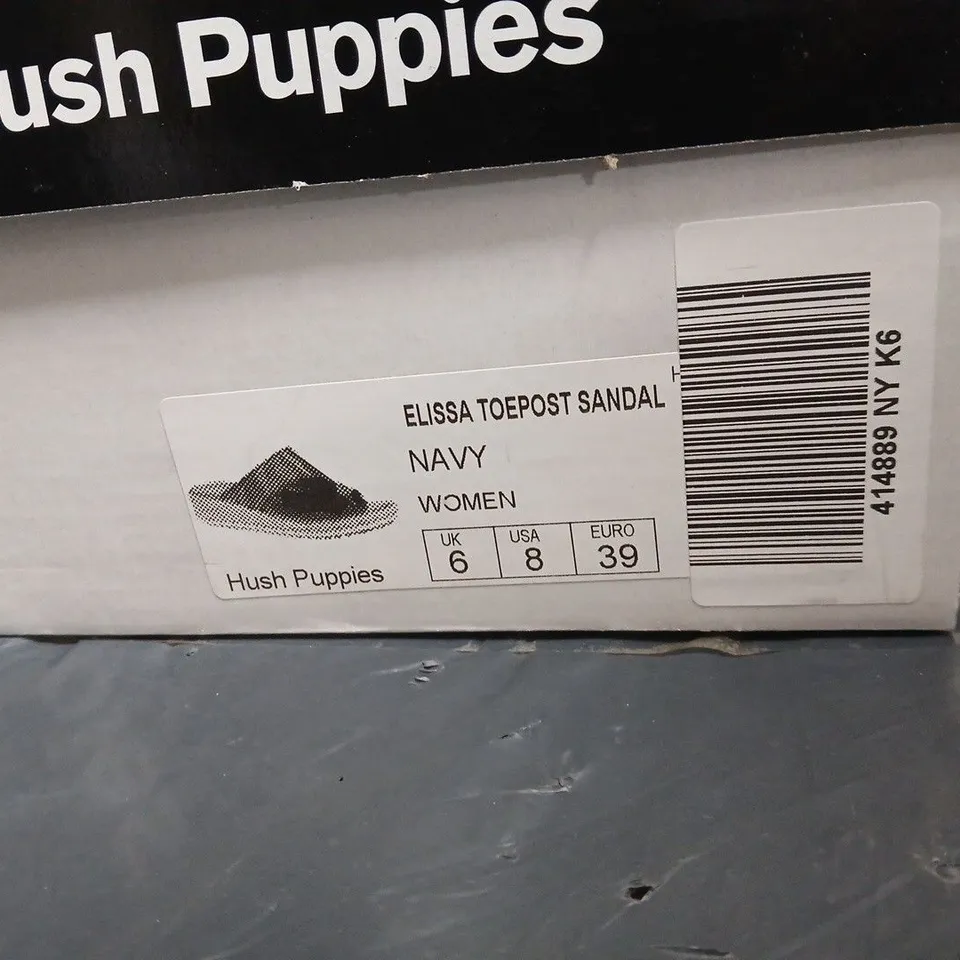 ush Puppies
ELISSA TOEPOST SANDAL
H
NAVY
WOMEN
UK USA EURO
6 8 39
Hush Puppies
414889 NY K6